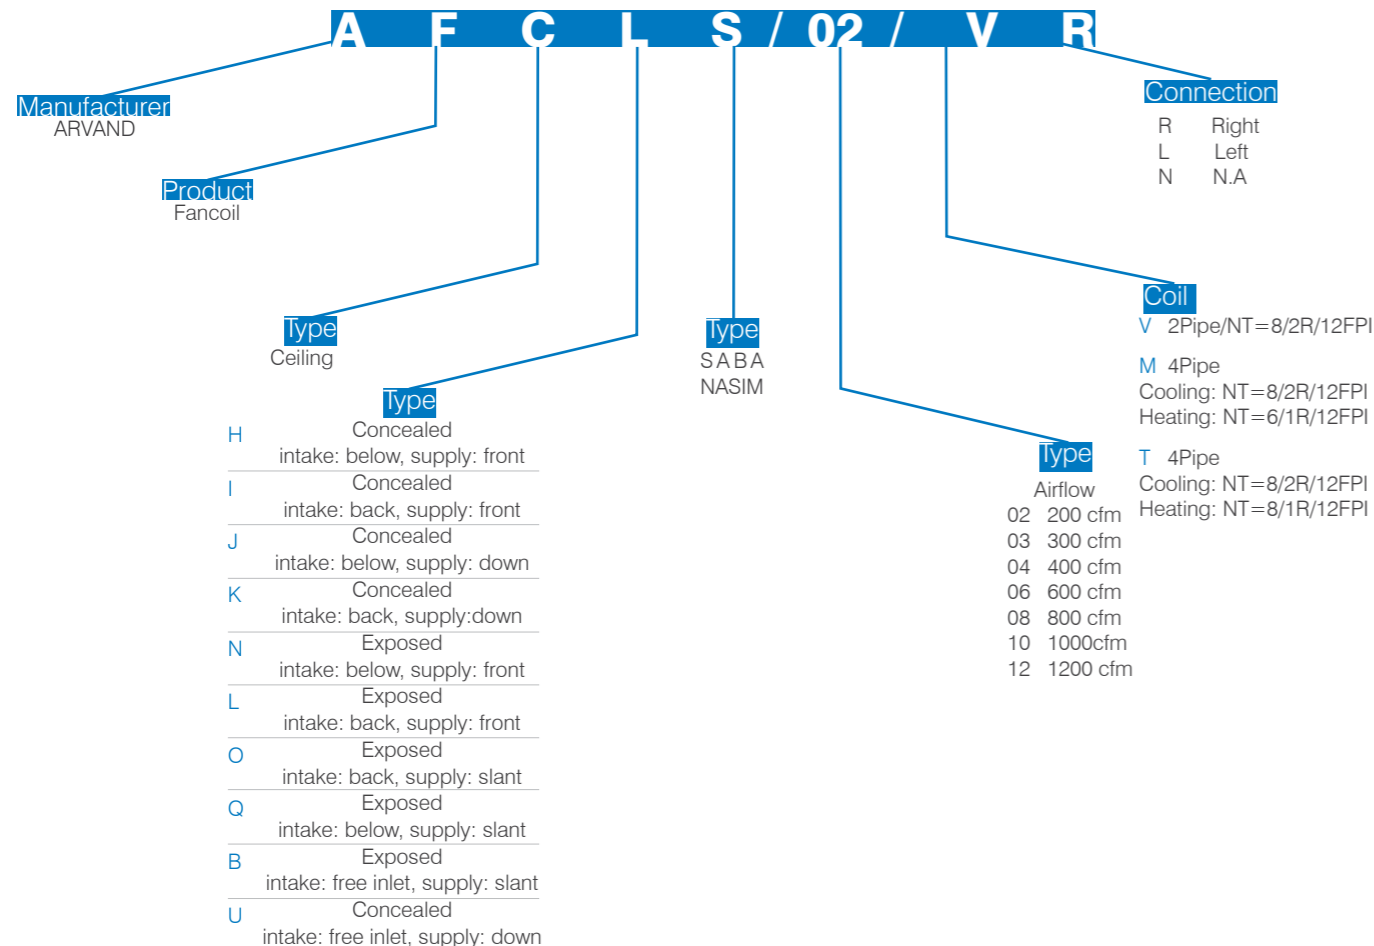 A F C L S / 02 / V R
Manufacturer
ARVAND
Product
Fancoil
Type
Ceiling
Type
H Concealed
intake: below, supply: front
I Concealed
intake: back, supply: front
J Concealed
intake: below, supply: down
K Concealed
intake: back, supply:down
N Exposed
intake: below, supply: front
L Exposed
intake: back, supply: front
O Exposed
intake: back, supply: slant
Q Exposed
intake: below, supply: slant
B Exposed
intake: free inlet, supply: slant
U Concealed
intake: free inlet, supply: down
Type
SABA
NASIM
Type
Airflow
02 200 cfm
03 300 cfm
04 400 cfm
06 600 cfm
08 800 cfm
10 1000cfm
12 1200 cfm
Coil
V 2Pipe/NT=8/2R/12FPI
M 4Pipe
Cooling: NT=8/2R/12FPI
Heating: NT=6/1R/12FPI
T 4Pipe
Cooling: NT=8/2R/12FPI
Heating: NT=8/1R/12FPI
Connection
R Right
L Left
N N.A